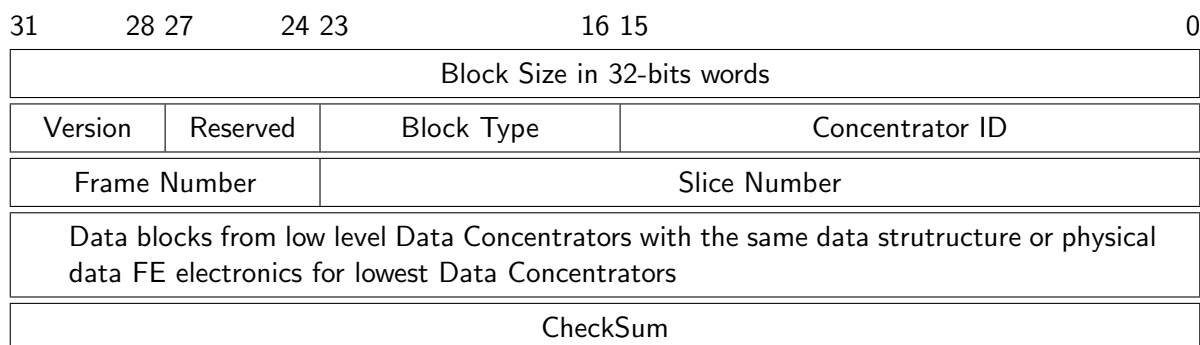 31 28 27 24 23 16 15 0
Block Size in 32-bits words
Version Reserved Block Type Concentrator ID
Frame Number Slice Number
Data blocks from low level Data Concentrators with the same data strutructure or physical
data FE electronics for lowest Data Concentrators
CheckSum